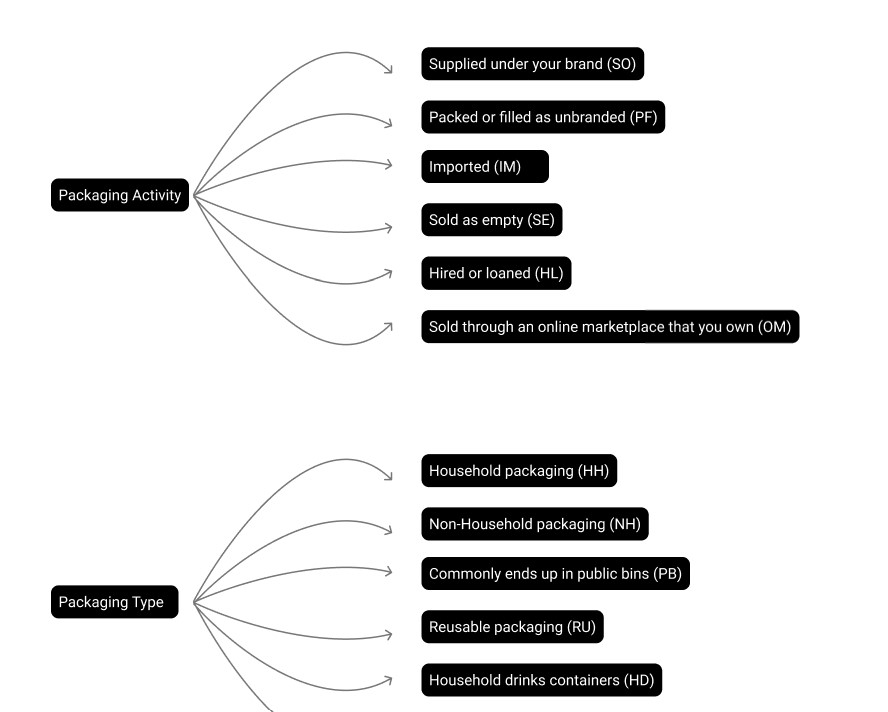 Supplied under your brand (SO)
Packed or filled as unbranded (PF)
Imported (IM)
Packaging Activity
Sold as empty (SE)
Hired or loaned (HL)
Sold through an online marketplace that you own (OM)
Household packaging (HH)
Non-Household packaging (NH)
Commonly ends up in public bins (PB)
Packaging Type
Reusable packaging (RU)
Household drinks containers (HD)